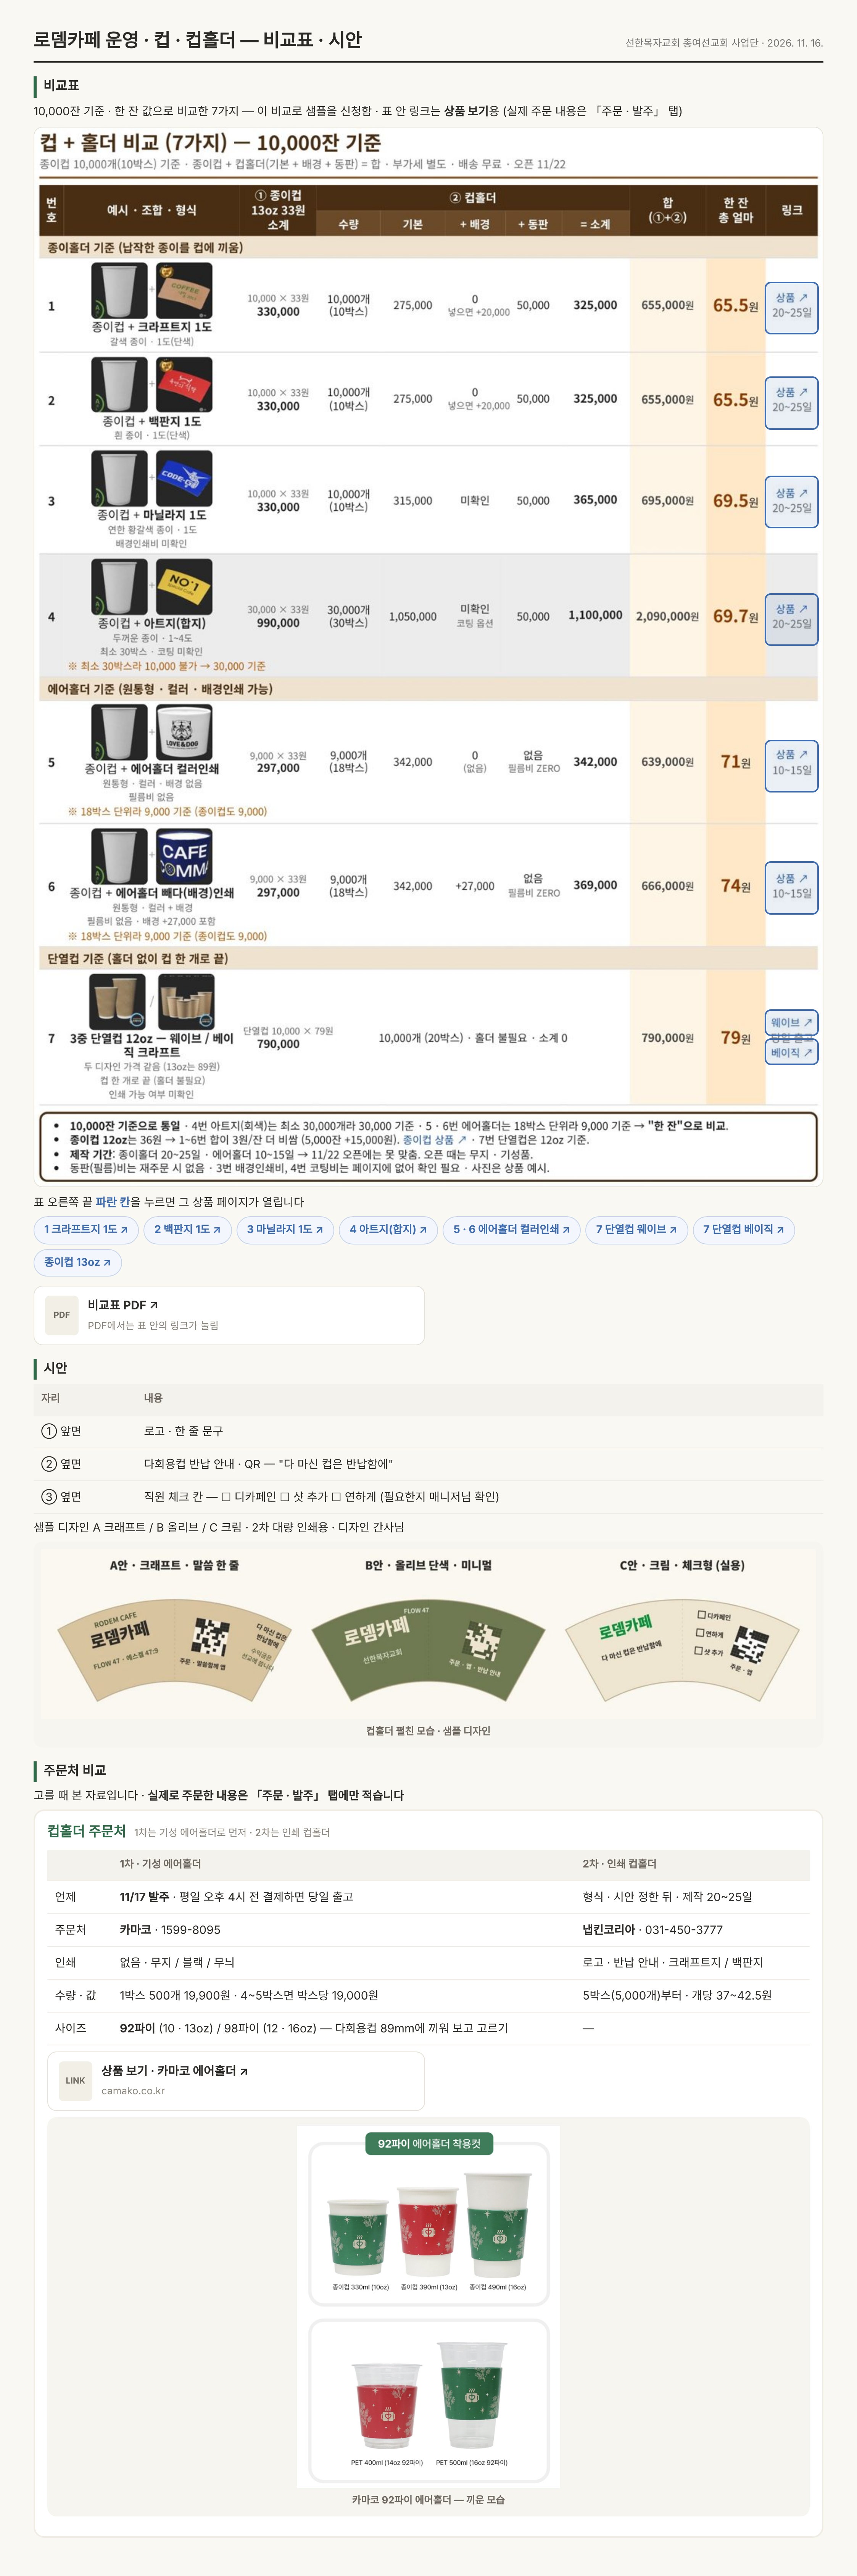 로뎀카페 운영 · 컵 · 컵홀더 — 비교표 · 시안
선한목자교회 총여선교회 사업단 · 2026. 11. 16.
비교표
10,000잔 기준 · 한 잔 값으로 비교한 7가지 — 이 비교로 샘플을 신청함 · 표 안 링크는 상품 보기용 (실제 주문 내용은 「주문 · 발주」 탭)
컵 + 홀더 비교 (7가지) — 10,000잔 기준
종이컵 10,000개(10박스) 기준 · 종이컵 + 컵홀더(기본 + 배경 + 동판) = 합 · 부가세 별도 · 배송 무료 · 오픈 11/22
번호 예시 · 조합 · 형식 ① 종이컵 13oz 33원 소계 ② 컵홀더 합 (①+②) 한 잔 총 얼마 링크
수량 기본 + 배경 + 동판 = 소계
종이홀더 기준 (납작한 종이를 컵에 끼움)
COFFEE
1 종이컵 + 크라프트지 1도 10,000 × 33원 330,000 10,000개 (10박스) 275,000 0 넣으면 +20,000 50,000 325,000 655,000원 65.5원 상품 ↗ 20~25일
갈색 종이 · 1도(단색)
2 종이컵 + 백판지 1도 10,000 × 33원 330,000 10,000개 (10박스) 275,000 0 넣으면 +20,000 50,000 325,000 655,000원 65.5원 상품 ↗ 20~25일
흰 종이 · 1도(단색)
3 종이컵 + 마닐라지 1도 10,000 × 33원 330,000 10,000개 (10박스) 315,000 미확인 50,000 365,000 695,000원 69.5원 상품 ↗ 20~25일
연한 황갈색 종이 · 1도
배경인쇄비 미확인
NO*1
4 종이컵 + 아트지(합지) 30,000 × 33원 990,000 30,000개 (30박스) 1,050,000 미확인 코팅 옵션 50,000 1,100,000 2,090,000원 69.7원 상품 ↗ 20~25일
두꺼운 종이 · 1~4도
최소 30박스 · 코팅 미확인
※ 최소 30박스라 10,000 불가 → 30,000 기준
에어홀더 기준 (원통형 · 컬러 · 배경인쇄 가능)
LOVE&DOG
5 종이컵 + 에어홀더 컬러인쇄 9,000 × 33원 297,000 9,000개 (18박스) 342,000 0 (없음) 없음 필름비 ZERO 342,000 639,000원 71원 상품 ↗ 10~15일
원통형 · 컬러 · 배경 없음
필름비 없음
※ 18박스 단위라 9,000 기준 (종이컵도 9,000)
CAFE
COMMA
6 종이컵 + 에어홀더 빼다(배경)인쇄 9,000 × 33원 297,000 9,000개 (18박스) 342,000 +27,000 없음 필름비 ZERO 369,000 666,000원 74원 상품 ↗ 10~15일
원통형 · 컬러 + 배경
필름비 없음 · 배경 +27,000 포함
※ 18박스 단위라 9,000 기준 (종이컵도 9,000)
단열컵 기준 (홀더 없이 컵 한 개로 끝)
7 3중 단열컵 12oz — 웨이브 / 베이직 크라프트 단열컵 10,000 × 79원 790,000 10,000개 (20박스) · 홀더 불필요 · 소계 0 790,000원 79원 웨이브 ↗ 베이직 ↗
두 디자인 가격 같음 (13oz는 89원)
컵 한 개로 끝 (홀더 불필요)
인쇄 가능 여부 미확인
• 10,000잔 기준으로 통일 · 4번 아트지(회색)는 최소 30,000개라 30,000 기준 · 5 · 6번 에어홀더는 18박스 단위라 9,000 기준 → "한 잔"으로 비교.
• 종이컵 12oz는 36원 → 1~6번 합이 3원/잔 더 비쌈 (5,000잔 +15,000원). 종이컵 상품 ↗ · 7번 단열컵은 12oz 기준.
• 제작 기간: 종이홀더 20~25일 · 에어홀더 10~15일 → 11/22 오픈에는 못 맞춤. 오픈 때는 무지 · 기성품.
• 동판(필름)비는 재주문 시 없음 · 3번 배경인쇄비, 4번 코팅비는 페이지에 없어 확인 필요 · 사진은 상품 예시.
표 오른쪽 끝 파란 칸을 누르면 그 상품 페이지가 열립니다
1 크라프트지 1도 ↗ 2 백판지 1도 ↗ 3 마닐라지 1도 ↗ 4 아트지(합지) ↗ 5 · 6 에어홀더 컬러인쇄 ↗ 7 단열컵 웨이브 ↗ 7 단열컵 베이직 ↗
종이컵 13oz ↗
PDF 비교표 PDF ↗
PDF에서는 표 안의 링크가 눌림
시안
자리 내용
① 앞면 로고 · 한 줄 문구
② 옆면 다회용컵 반납 안내 · QR — "다 마신 컵은 반납함에"
③ 옆면 직원 체크 칸 — ☐ 디카페인 ☐ 샷 추가 ☐ 연하게 (필요한지 매니저님 확인)
샘플 디자인 A 크래프트 / B 올리브 / C 크림 · 2차 대량 인쇄용 · 디자인 간사님
A안 · 크래프트 · 말씀 한 줄
RODEM CAFE
로뎀카페
FLOW 47 · 에스겔 47:9
주문 · 말씀함께 앱
다 마신 컵은
반납함에
수익금은
B안 · 올리브 단색 · 미니멀
FLOW 47
로뎀카페
선한목자교회
주문 · 앱 · 반납 안내
C안 · 크림 · 체크형 (실용)
로뎀카페
다 마신 컵은 반납함에
☐ 디카페인
☐ 연하게
☐ 샷 추가
주문 · 앱
컵홀더 펼친 모습 · 샘플 디자인
주문처 비교
고를 때 본 자료입니다 · 실제로 주문한 내용은 「주문 · 발주」 탭에만 적습니다
컵홀더 주문처 1차는 기성 에어홀더로 먼저 · 2차는 인쇄 컵홀더
1차 · 기성 에어홀더 2차 · 인쇄 컵홀더
언제 11/17 발주 · 평일 오후 4시 전 결제하면 당일 출고 형식 · 시안 정한 뒤 · 제작 20~25일
주문처 카마코 · 1599-8095 냅킨코리아 · 031-450-3777
인쇄 없음 · 무지 / 블랙 / 무늬 로고 · 반납 안내 · 크래프트지 / 백판지
수량 · 값 1박스 500개 19,900원 · 4~5박스면 박스당 19,000원 5박스(5,000개)부터 · 개당 37~42.5원
사이즈 92파이 (10 · 13oz) / 98파이 (12 · 16oz) — 다회용컵 89mm에 끼워 보고 고르기 —
LINK 상품 보기 · 카마코 에어홀더 ↗
camako.co.kr
92파이 에어홀더 착용컷
종이컵 330ml (10oz) 종이컵 390ml (13oz) 종이컵 490ml (16oz)
PET 400ml (14oz 92파이) PET 500ml (16oz 92파이)
카마코 92파이 에어홀더 — 끼운 모습